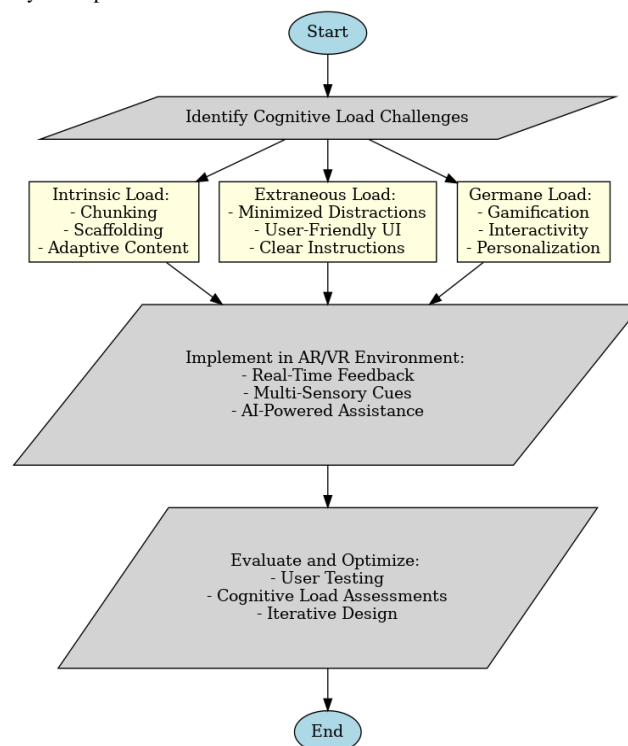 Start
Identify Cognitive Load Challenges
Intrinsic Load:
- Chunking
- Scaffolding
- Adaptive Content
Extraneous Load:
- Minimized Distractions
- User-Friendly UI
- Clear Instructions
Germane Load:
- Gamification
- Interactivity
- Personalization
Implement in AR/VR Environment:
- Real-Time Feedback
- Multi-Sensory Cues
- AI-Powered Assistance
Evaluate and Optimize:
- User Testing
- Cognitive Load Assessments
- Iterative Design
End